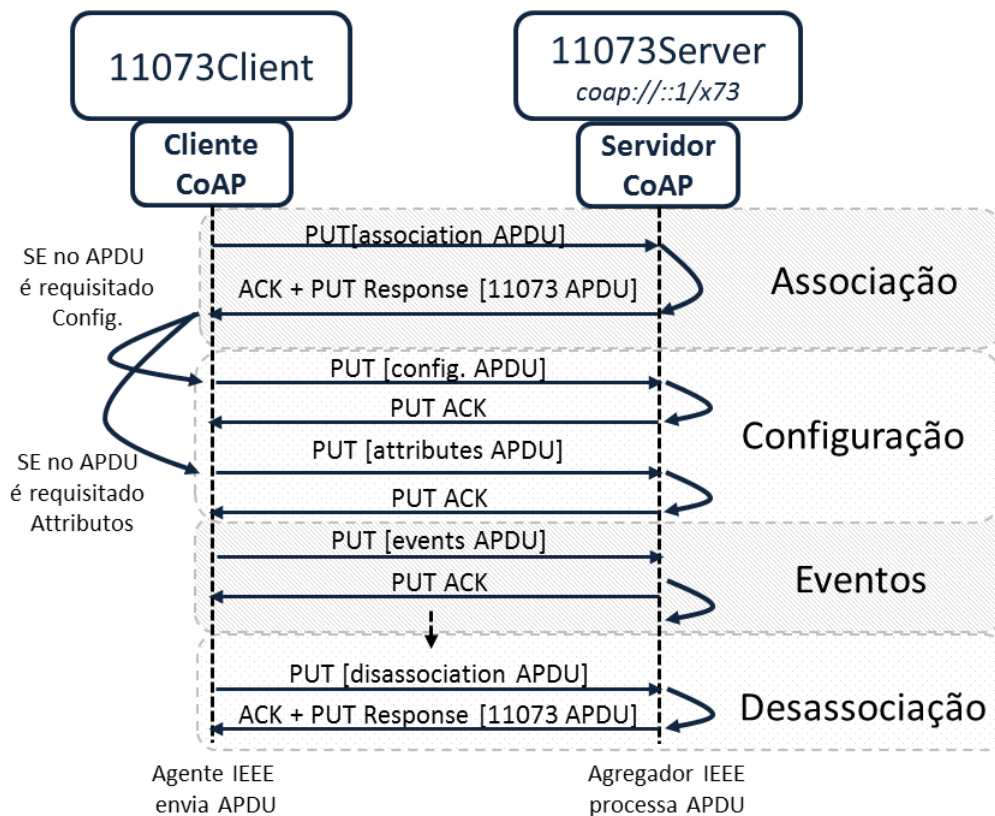 11073Client
11073Server
coap://::1/x73
Cliente
CoAP
Servidor
CoAP
PUT[association APDU]
SE no APDU
é requisitado
Config.
ACK + PUT Response [11073 APDU]
Associação
PUT [config. APDU]
PUT ACK
Configuração
PUT [attributes APDU]
SE no APDU
é requisitado
Attributos
PUT ACK
PUT [events APDU]
PUT ACK
Eventos
PUT [disassociation APDU]
ACK + PUT Response [11073 APDU]
Desassociação
Agente IEEE
envia APDU
Agregador IEEE
processa APDU